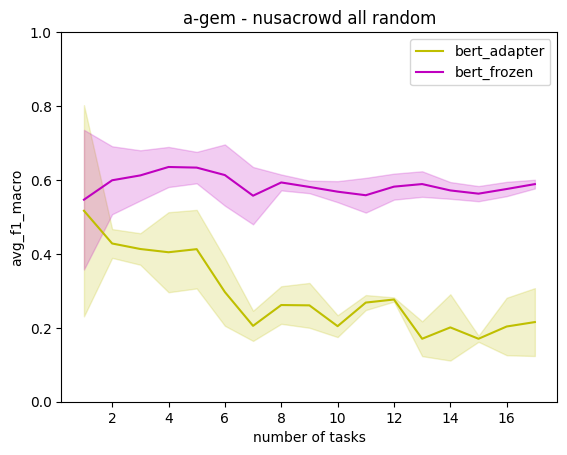 a-gem - nusacrowd all random
bert_adapter
bert_frozen
avg_f1_macro
1.0
0.8
0.6
0.4
0.2
0.0
2 4 6 8 10 12 14 16
number of tasks